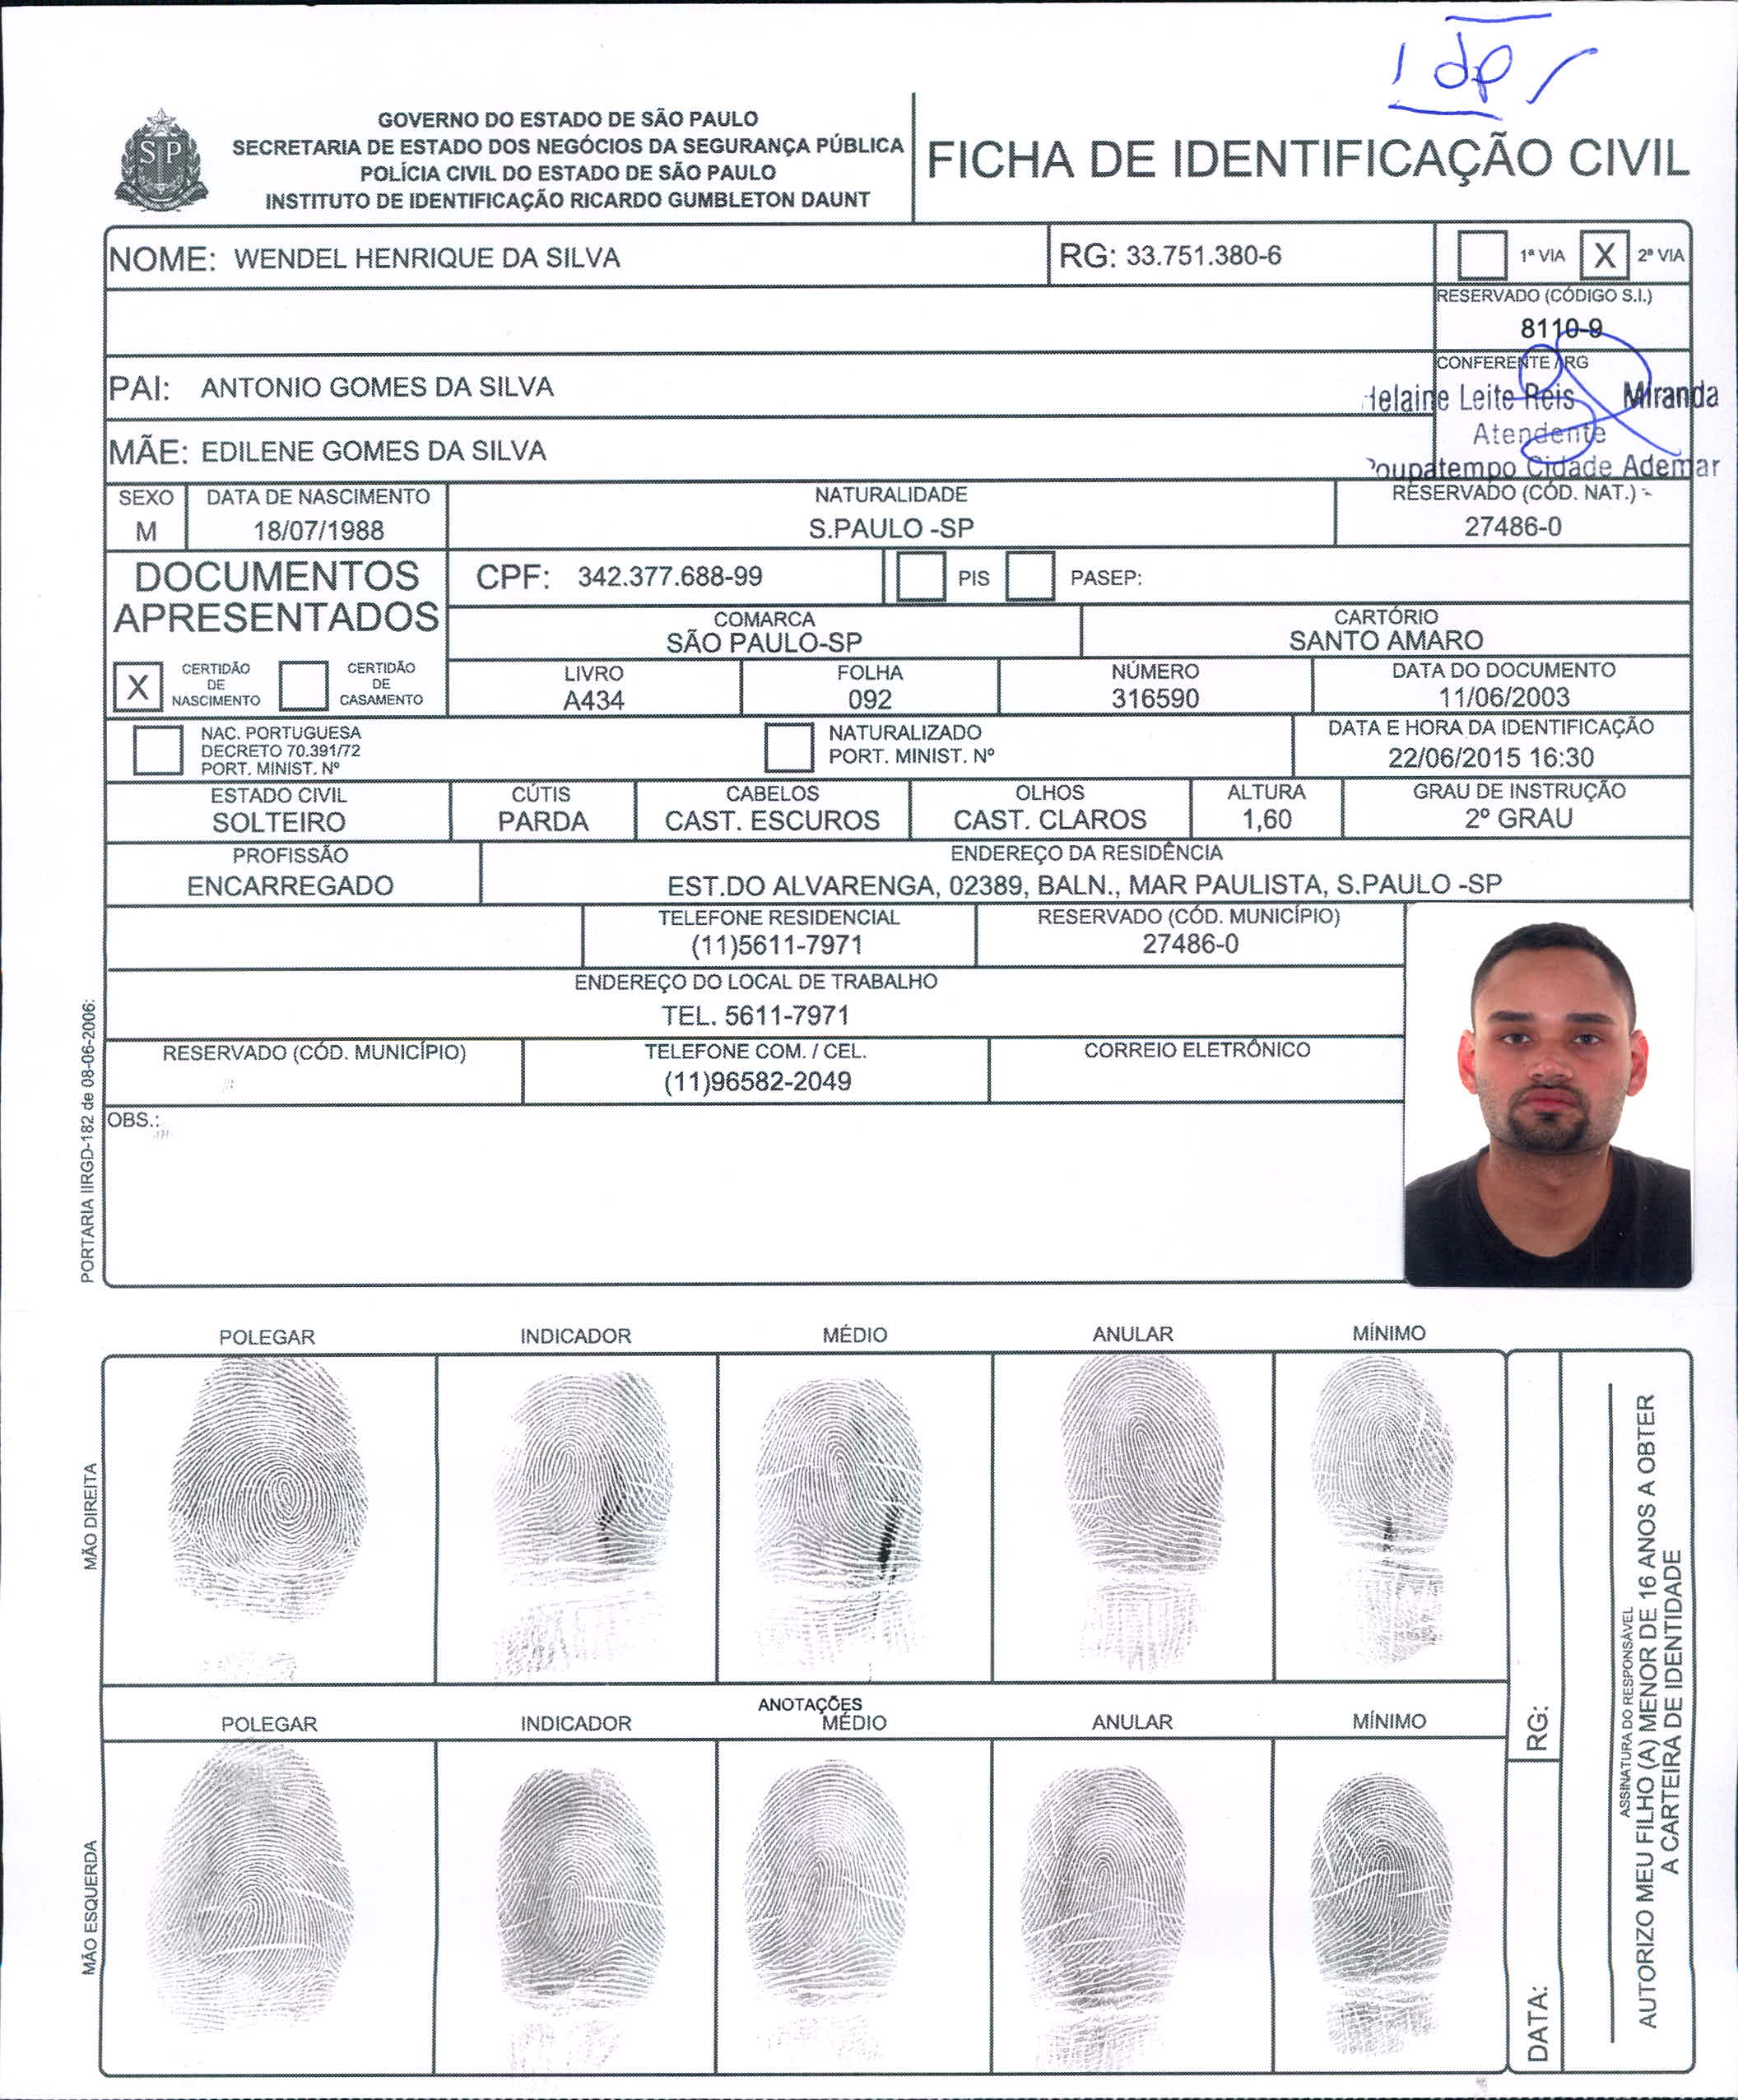 1 dp
GOVERNO DO ESTADO DE SÃO PAULO
SECRETARIA DE ESTADO DOS NEGÓCIOS DA SEGURANÇA PÚBLICA
POLÍCIA CIVIL DO ESTADO DE SÃO PAULO
INSTITUTO DE IDENTIFICAÇÃO RICARDO GUMBLETON DAUNT
SP
FICHA DE IDENTIFICAÇÃO CIVIL
NOME: WENDEL HENRIQUE DA SILVA
RG: 33.751.380-6
1ª VIA X 2ª VIA
RESERVADO (CÓDIGO S.I.)
8110-9
PAI: ANTONIO GOMES DA SILVA
CONFERENTE/RG
Helaine Leite Reis Miranda
Atendente
Poupatempo Cidade Ademar
MÃE: EDILENE GOMES DA SILVA
SEXO
M
DATA DE NASCIMENTO
18/07/1988
NATURALIDADE
S.PAULO -SP
RESERVADO (CÓD. NAT.)
27486-0
DOCUMENTOS
APRESENTADOS
CPF: 342.377.688-99
PIS
PASEP:
COMARCA
SÃO PAULO-SP
CARTÓRIO
SANTO AMARO
X CERTIDÃO
DE
NASCIMENTO
CERTIDÃO
DE
CASAMENTO
LIVRO
A434
FOLHA
092
NÚMERO
316590
DATA DO DOCUMENTO
11/06/2003
NAC. PORTUGUESA
DECRETO 70.391/72
PORT. MINIST. Nº
NATURALIZADO
PORT. MINIST. Nº
DATA E HORA DA IDENTIFICAÇÃO
22/06/2015 16:30
ESTADO CIVIL
SOLTEIRO
CÚTIS
PARDA
CABELOS
CAST. ESCUROS
OLHOS
CAST. CLAROS
ALTURA
1,60
GRAU DE INSTRUÇÃO
2º GRAU
PROFISSÃO
ENCARREGADO
ENDEREÇO DA RESIDÊNCIA
EST.DO ALVARENGA, 02389, BALN., MAR PAULISTA, S.PAULO -SP
TELEFONE RESIDENCIAL
(11)5611-7971
RESERVADO (CÓD. MUNICÍPIO)
27486-0
ENDEREÇO DO LOCAL DE TRABALHO
TEL. 5611-7971
RESERVADO (CÓD. MUNICÍPIO)
TELEFONE COM. / CEL.
(11)96582-2049
CORREIO ELETRÔNICO
OBS.:
PORTARIA IIRGD-182 de 08-06-2006:
POLEGAR INDICADOR MÉDIO ANULAR MÍNIMO
MÃO DIREITA
ANOTAÇÕES
POLEGAR INDICADOR MÉDIO ANULAR MÍNIMO
MÃO ESQUERDA
RG:
DATA:
ASSINATURA DO RESPONSÁVEL
AUTORIZO MEU FILHO (A) MENOR DE 16 ANOS A OBTER
A CARTEIRA DE IDENTIDADE